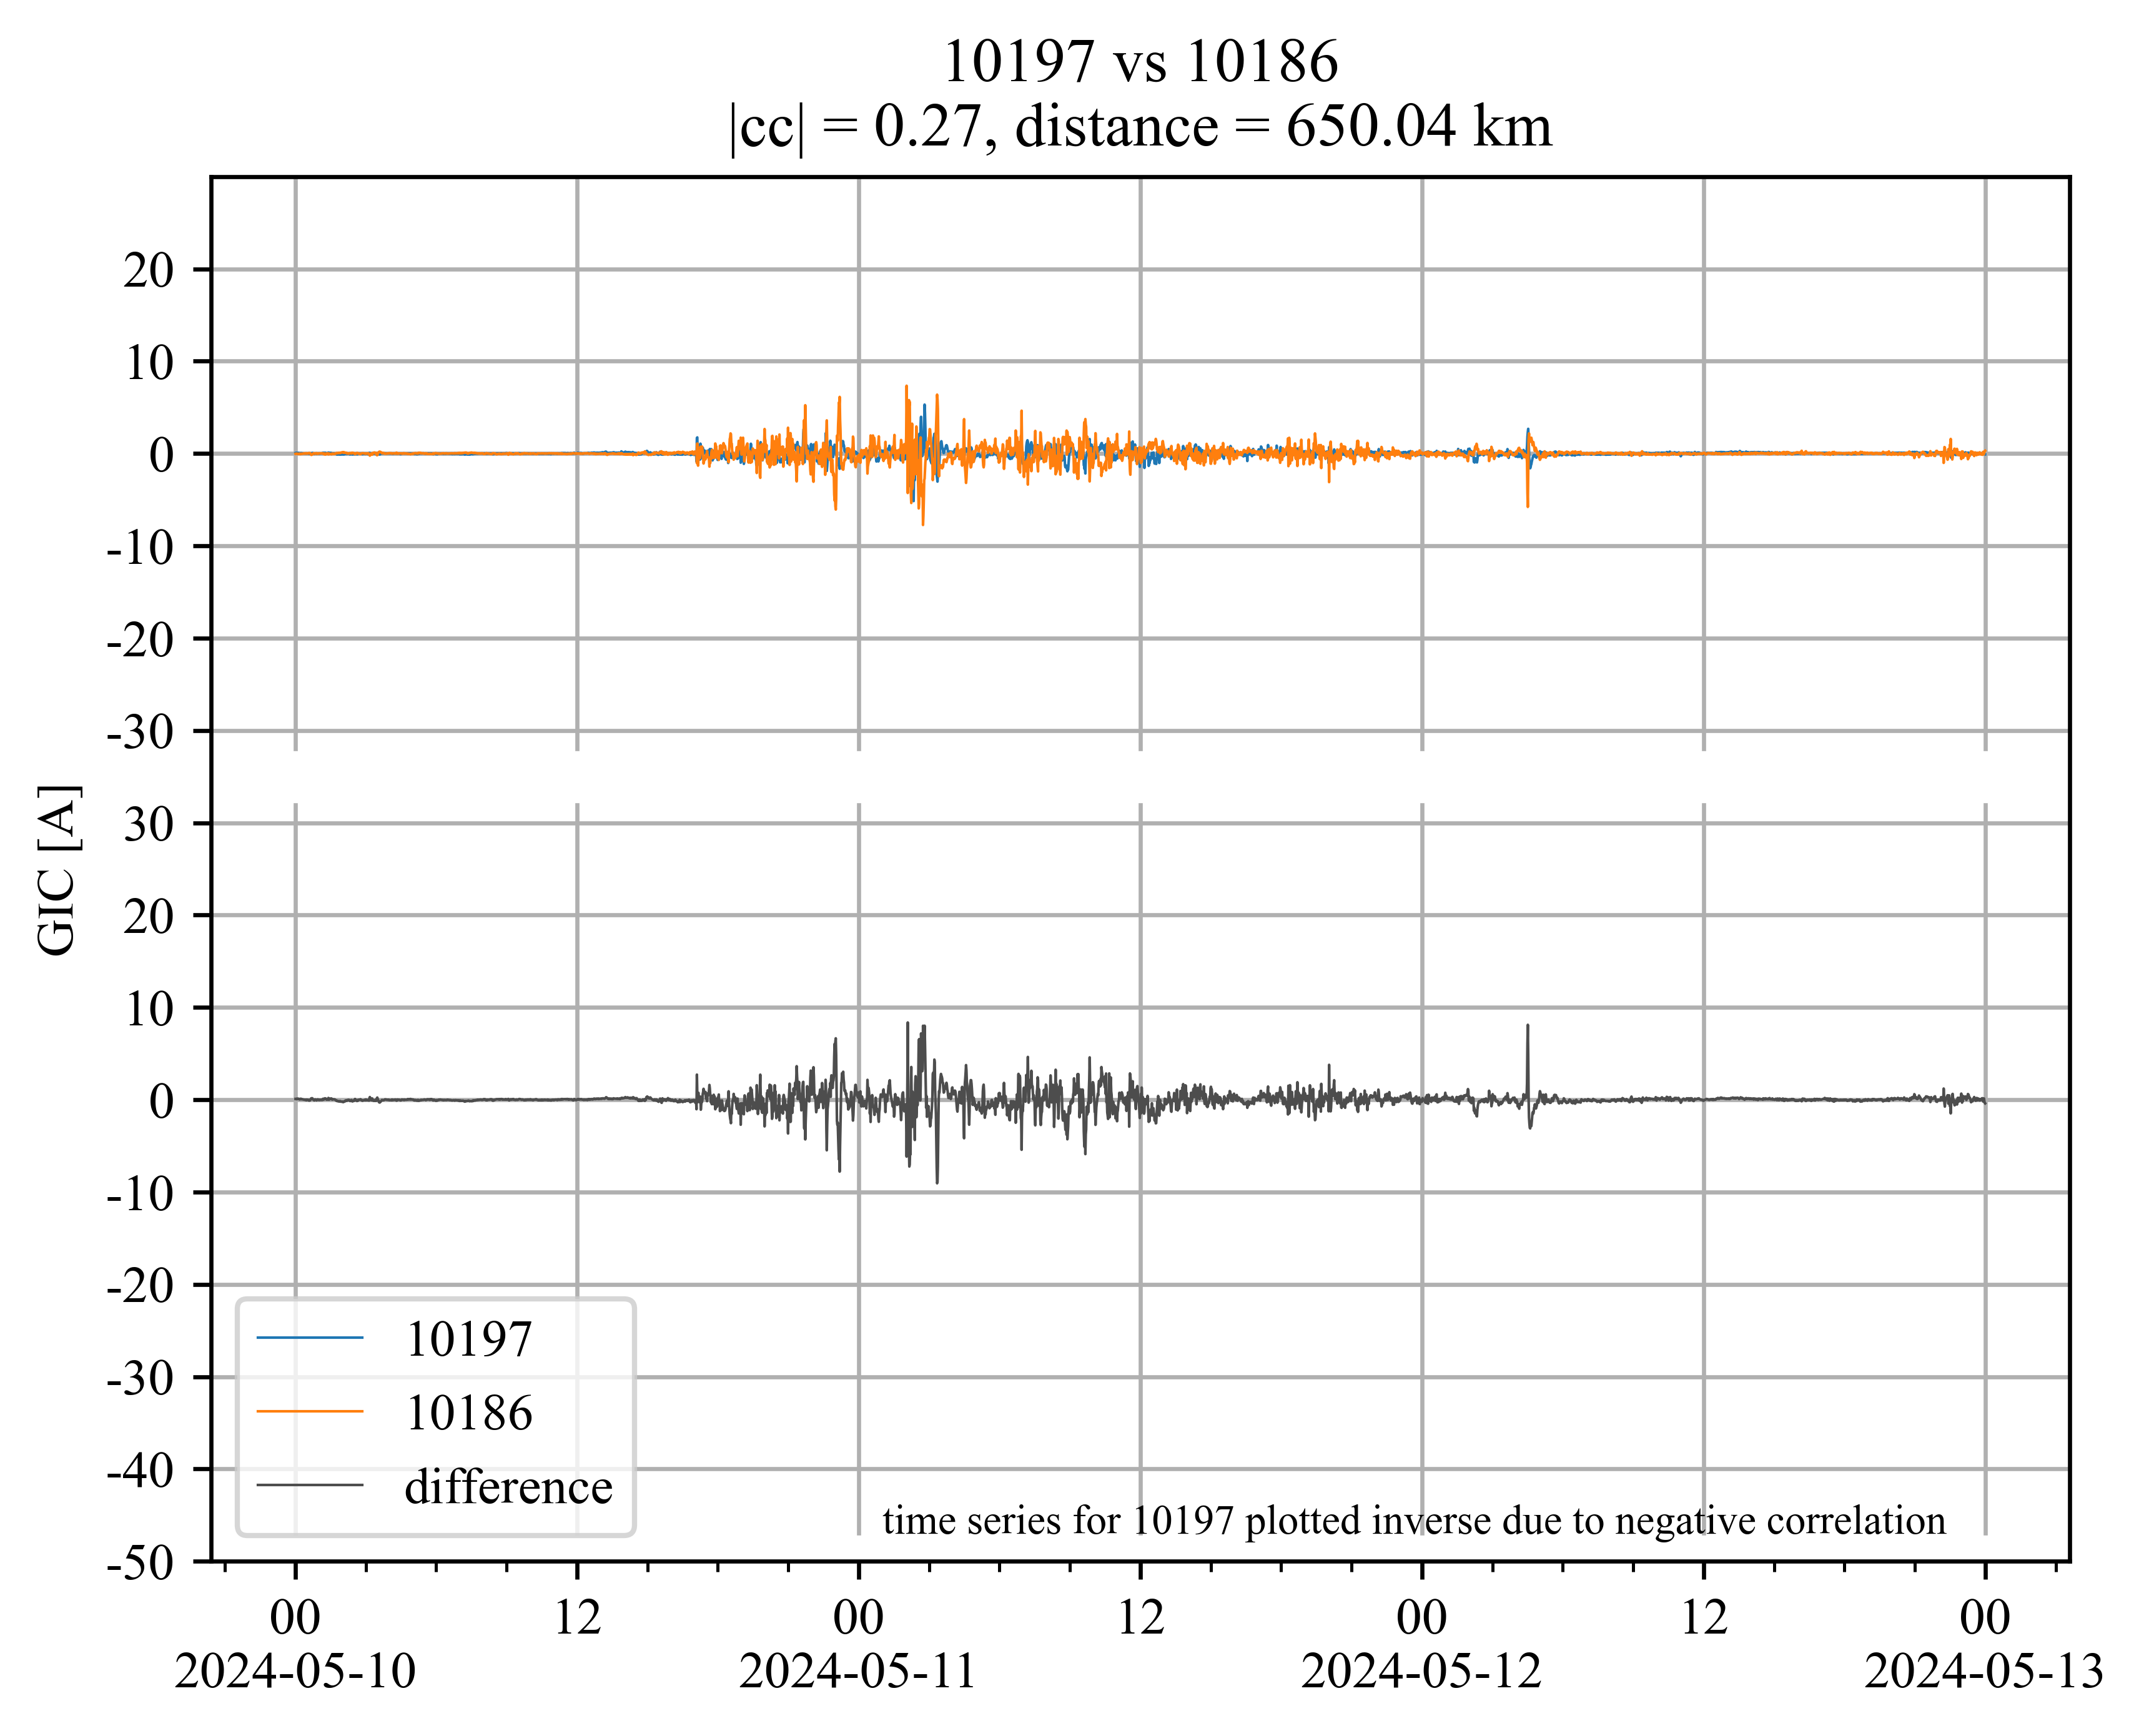 10197 vs 10186
|cc| = 0.27, distance = 650.04 km
GIC [A]
20
10
0
-10
-20
-30
30
20
10
0
-10
-20
-30
-40
-50
10197
10186
difference
time series for 10197 plotted inverse due to negative correlation
00 12 00 12 00 12 00
2024-05-10 2024-05-11 2024-05-12 2024-05-13